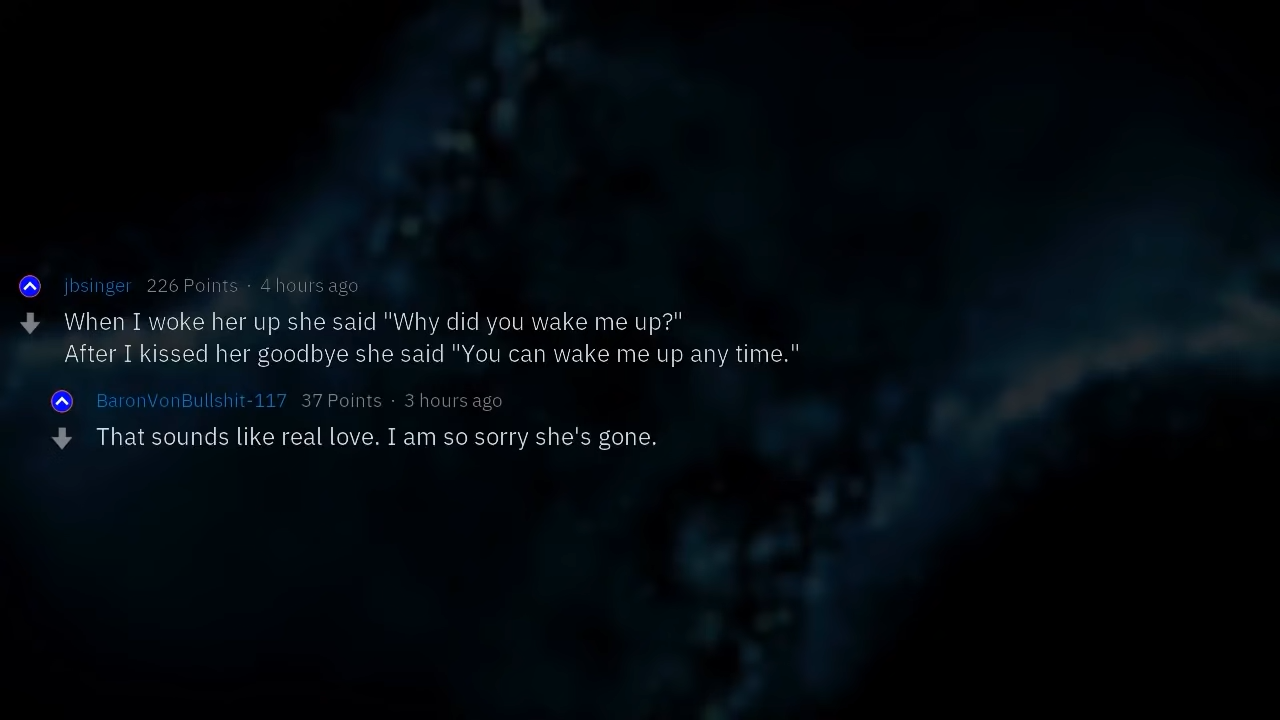 jbsinger 226 Points · 4 hours ago
When I woke her up she said "Why did you wake me up?"
After I kissed her goodbye she said "You can wake me up any time."
BaronVonBullshit-117 37 Points · 3 hours ago
That sounds like real love. I am so sorry she's gone.